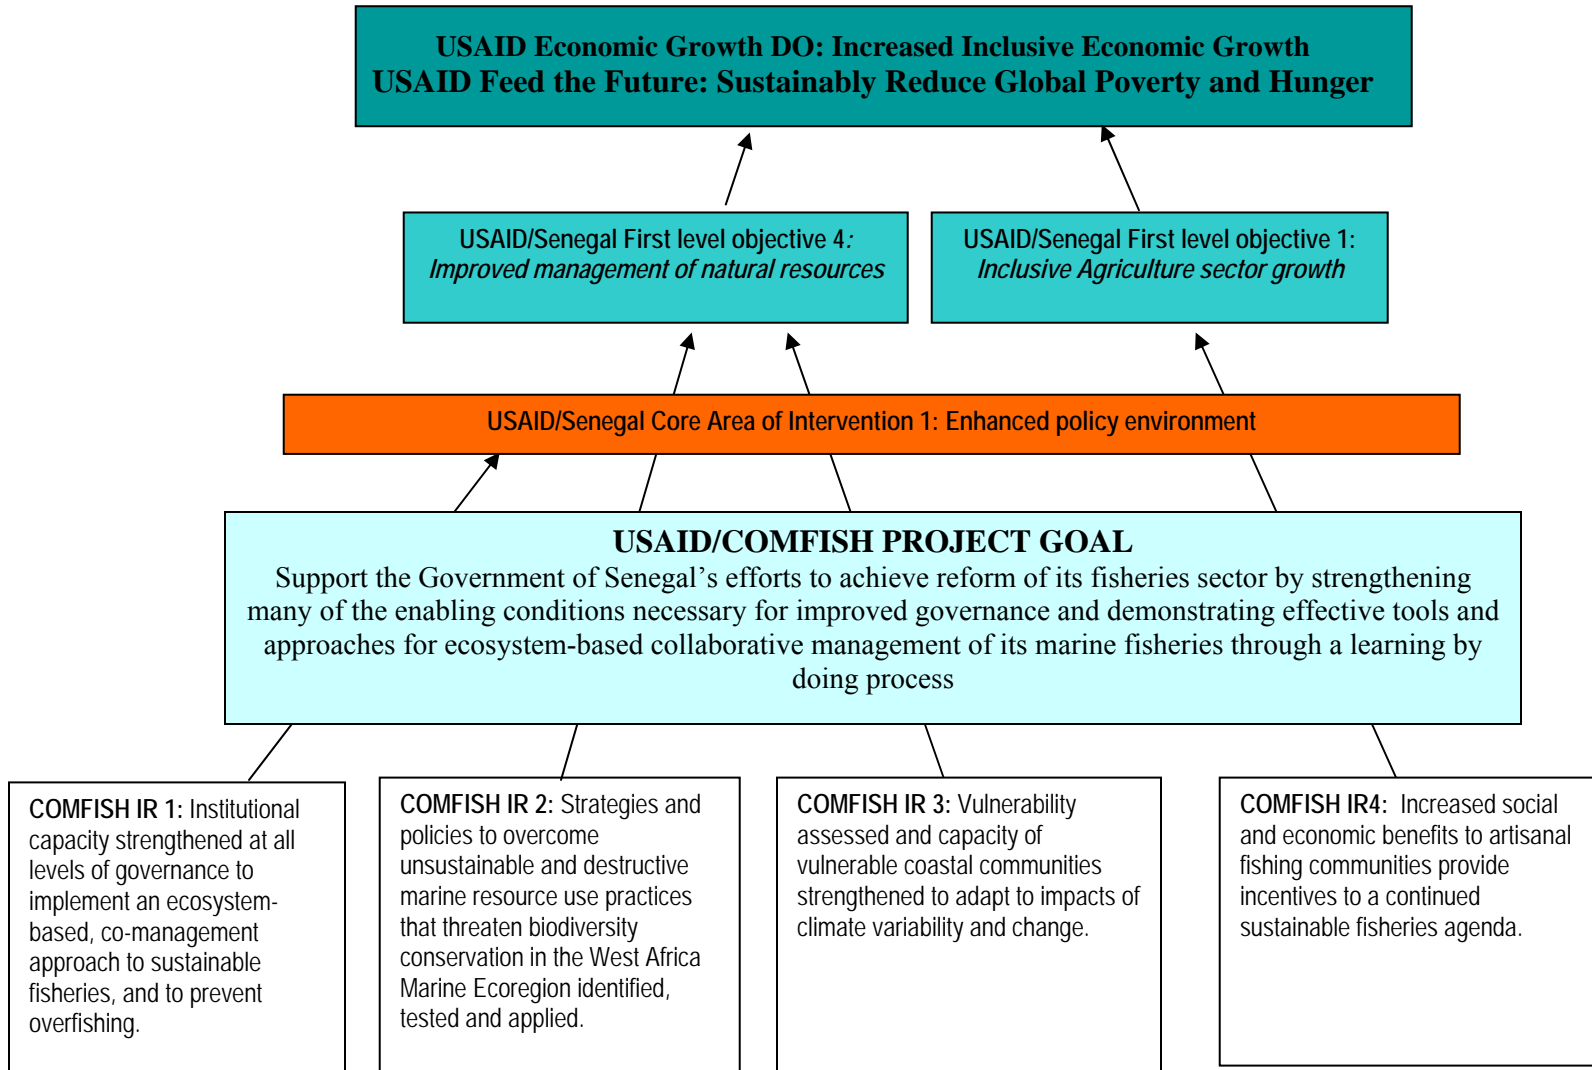 USAID Economic Growth DO: Increased Inclusive Economic Growth
USAID Feed the Future: Sustainably Reduce Global Poverty and Hunger
USAID/Senegal First level objective 4:
Improved management of natural resources
USAID/Senegal First level objective 1:
Inclusive Agriculture sector growth
USAID/Senegal Core Area of Intervention 1: Enhanced policy environment
USAID/COMFISH PROJECT GOAL
Support the Government of Senegal’s efforts to achieve reform of its fisheries sector by strengthening
many of the enabling conditions necessary for improved governance and demonstrating effective tools and
approaches for ecosystem-based collaborative management of its marine fisheries through a learning by
doing process
COMFISH IR 1: Institutional
capacity strengthened at all
levels of governance to
implement an ecosystem-
based, co-management
approach to sustainable
fisheries, and to prevent
overfishing.
COMFISH IR 2: Strategies and
policies to overcome
unsustainable and destructive
marine resource use practices
that threaten biodiversity
conservation in the West Africa
Marine Ecoregion identified,
tested and applied.
COMFISH IR 3: Vulnerability
assessed and capacity of
vulnerable coastal communities
strengthened to adapt to impacts of
climate variability and change.
COMFISH IR4: Increased social
and economic benefits to artisanal
fishing communities provide
incentives to a continued
sustainable fisheries agenda.